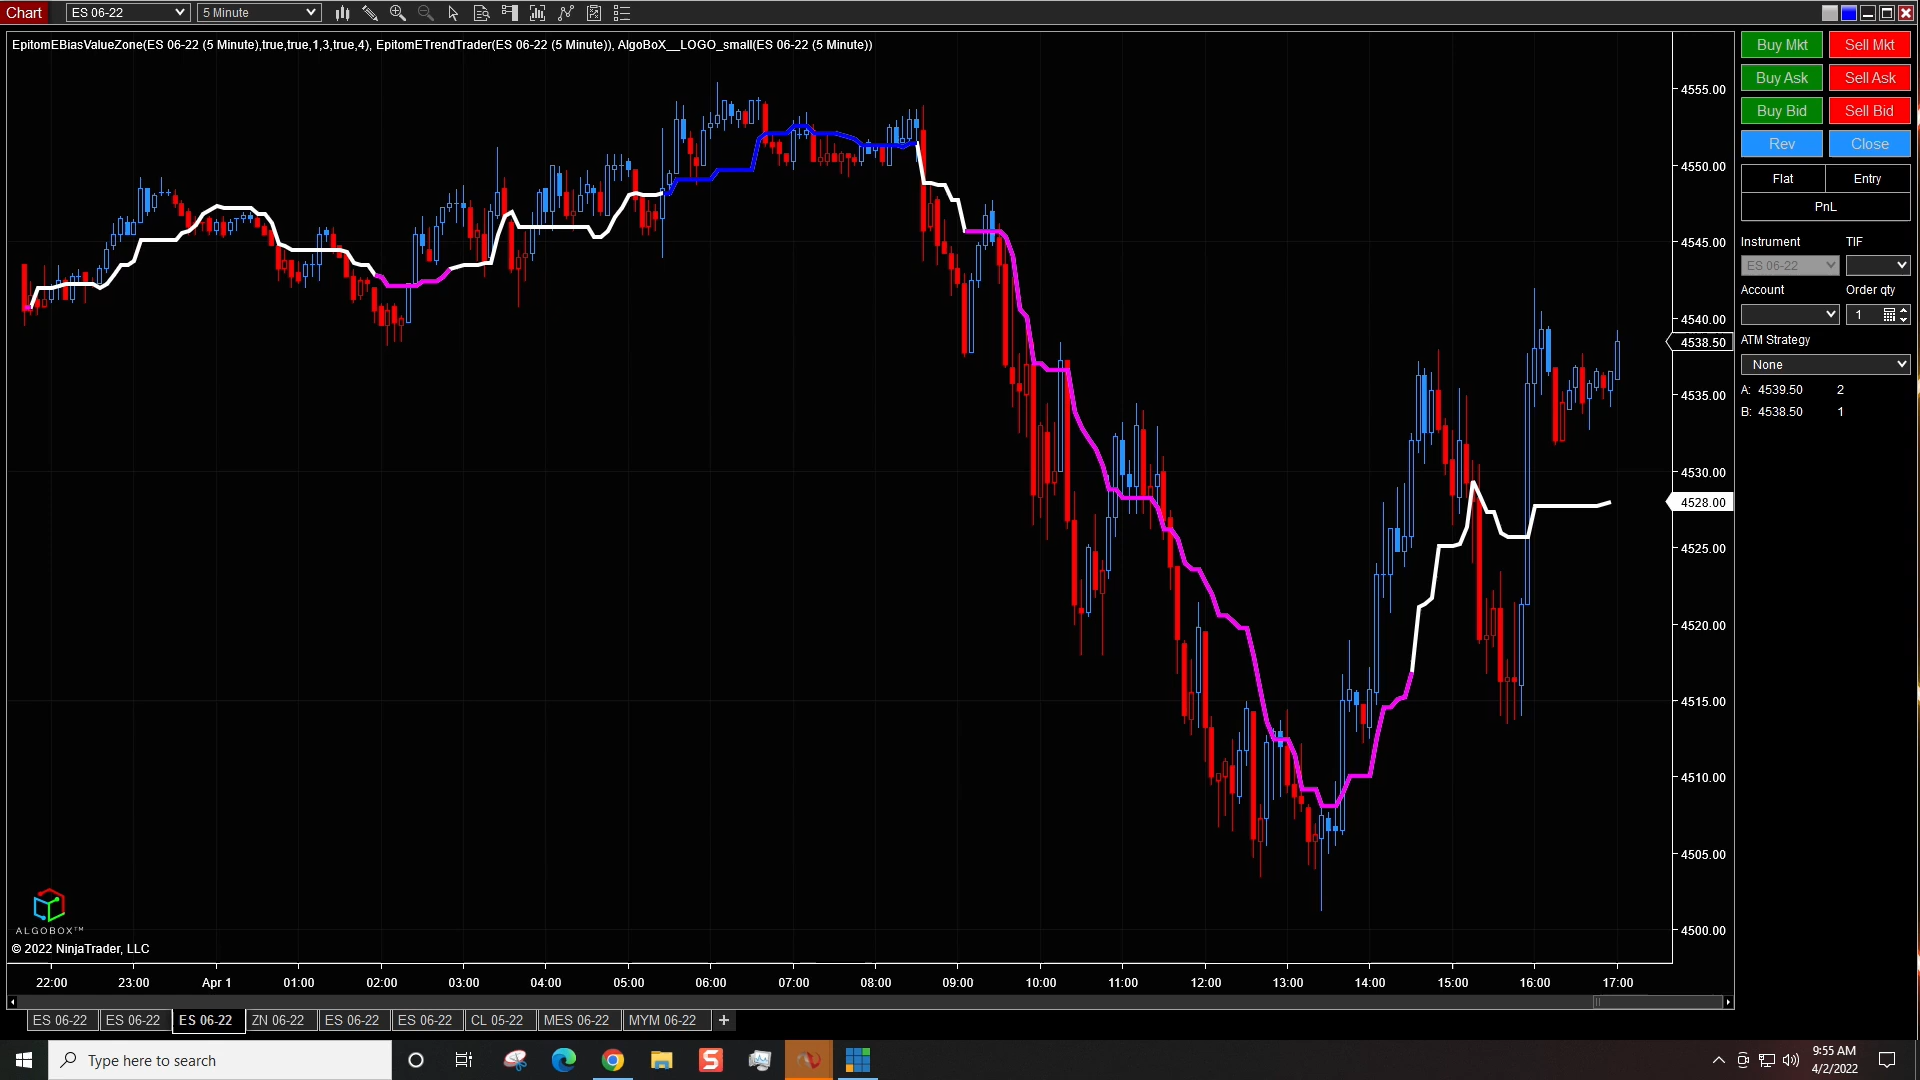 Chart
ES 06-22
5 Minute
EpitomEBiasValueZone(ES 06-22 (5 Minute),true,true,1,3,true,4), EpitomETrendTrader(ES 06-22 (5 Minute)), AlgoBoX__LOGO_small(ES 06-22 (5 Minute))
4555.00
4550.00
4545.00
4540.00
4538.50
4535.00
4530.00
4528.00
4525.00
4520.00
4515.00
4510.00
4505.00
4500.00
Buy Mkt Sell Mkt
Buy Ask Sell Ask
Buy Bid Sell Bid
Rev Close
Flat Entry
PnL
Instrument TIF
ES 06-22
Account Order qty
1
ATM Strategy
None
A: 4539.50 2
B: 4538.50 1
ALGOBOX™
© 2022 NinjaTrader, LLC
22:00 23:00 Apr 1 01:00 02:00 03:00 04:00 05:00 06:00 07:00 08:00 09:00 10:00 11:00 12:00 13:00 14:00 15:00 16:00 17:00
ES 06-22 ES 06-22 ES 06-22 ZN 06-22 ES 06-22 ES 06-22 CL 05-22 MES 06-22 MYM 06-22 +
Type here to search
S
9:55 AM
4/2/2022